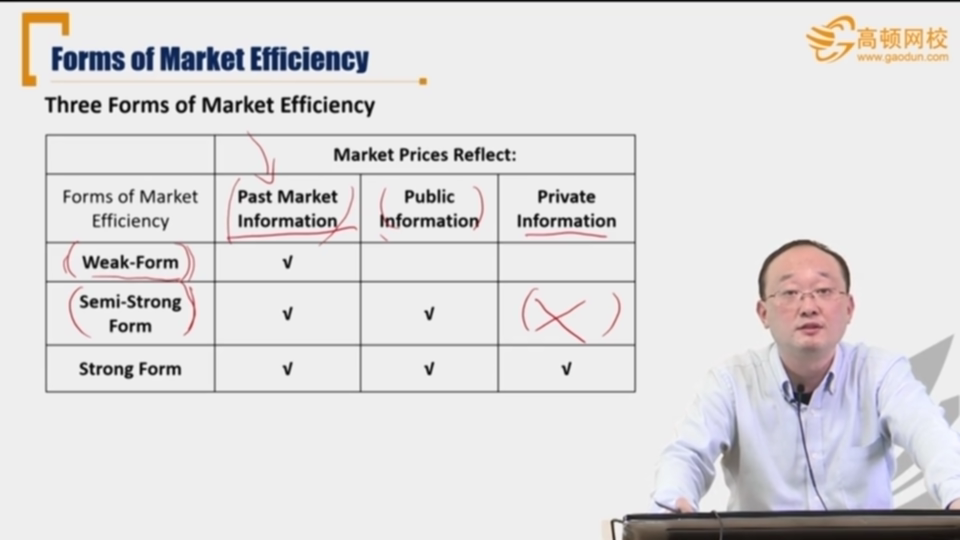 Forms of Market Efficiency
高顿网校
www.gaodun.com
Three Forms of Market Efficiency
Market Prices Reflect:
Forms of Market
Efficiency
Past Market
Information
Public
Information
Private
Information
Weak-Form
√
Semi-Strong
Form
√
√
Strong Form
√
√
√